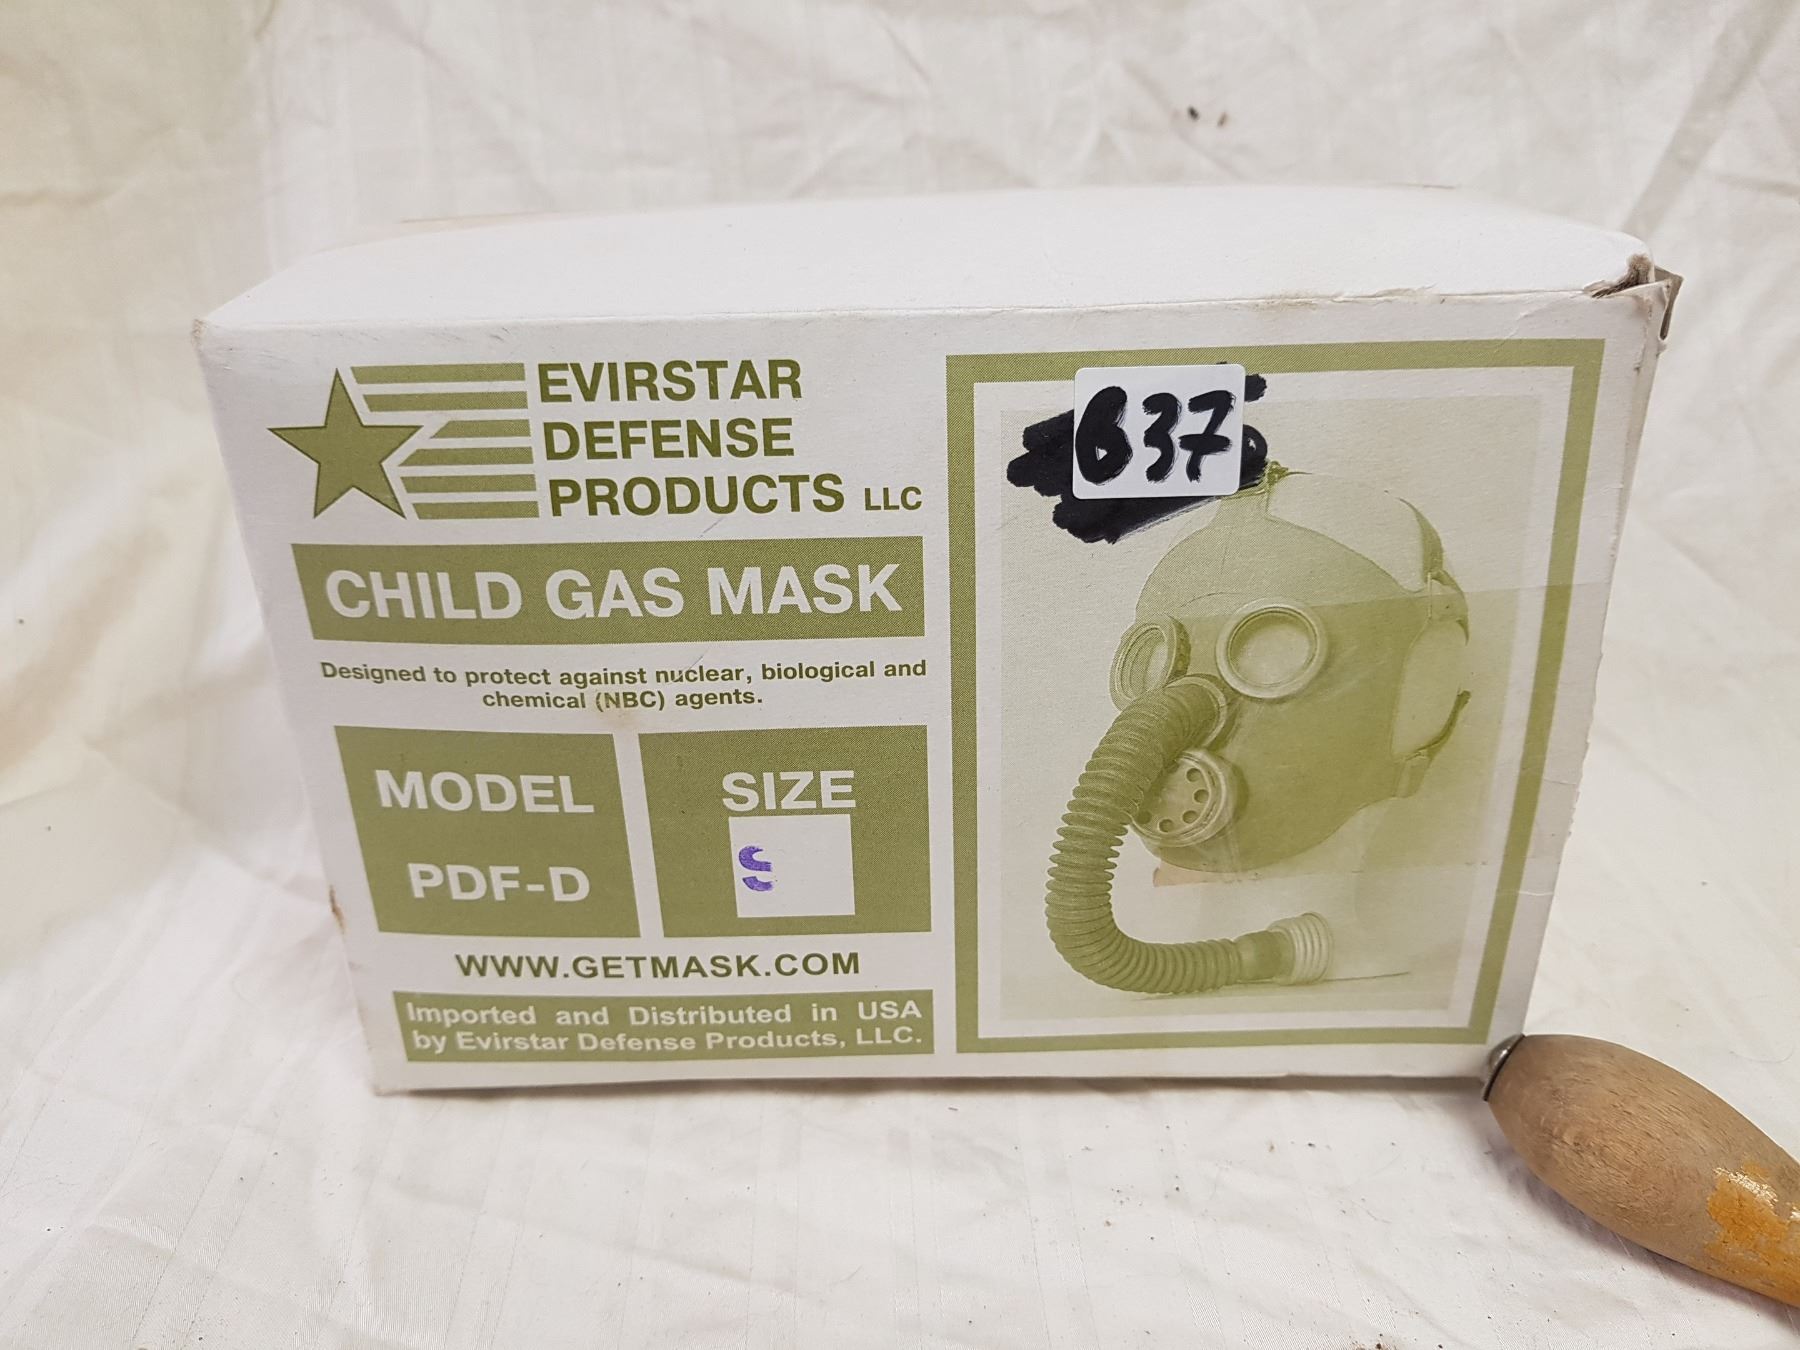 EVIRSTAR
DEFENSE
PRODUCTS LLC
CHILD GAS MASK
Designed to protect against nuclear, biological and
chemical (NBC) agents.
MODEL
PDF-D
SIZE
S
WWW.GETMASK.COM
Imported and Distributed in USA
by Evirstar Defense Products, LLC.
637